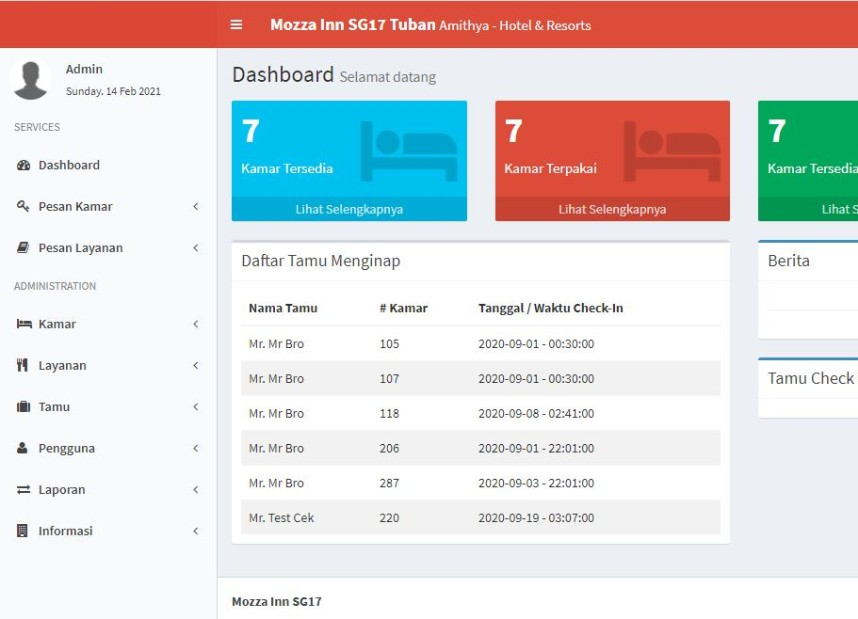 Mozza Inn SG17 Tuban Amithya - Hotel & Resorts
Admin
Sunday, 14 Feb 2021
SERVICES
Dashboard
Pesan Kamar
Pesan Layanan
ADMINISTRATION
Kamar
Layanan
Tamu
Pengguna
Laporan
Informasi
Dashboard Selamat datang
7
Kamar Tersedia
Lihat Selengkapnya
7
Kamar Terpakai
Lihat Selengkapnya
7
Kamar Tersedia
Lihat S
Daftar Tamu Menginap
Nama Tamu # Kamar Tanggal / Waktu Check-In
Mr. Mr Bro 105 2020-09-01 - 00:30:00
Mr. Mr Bro 107 2020-09-01 - 00:30:00
Mr. Mr Bro 118 2020-09-08 - 02:41:00
Mr. Mr Bro 206 2020-09-01 - 22:01:00
Mr. Mr Bro 287 2020-09-03 - 22:01:00
Mr. Test Cek 220 2020-09-19 - 03:07:00
Berita
Tamu Check
Mozza Inn SG17